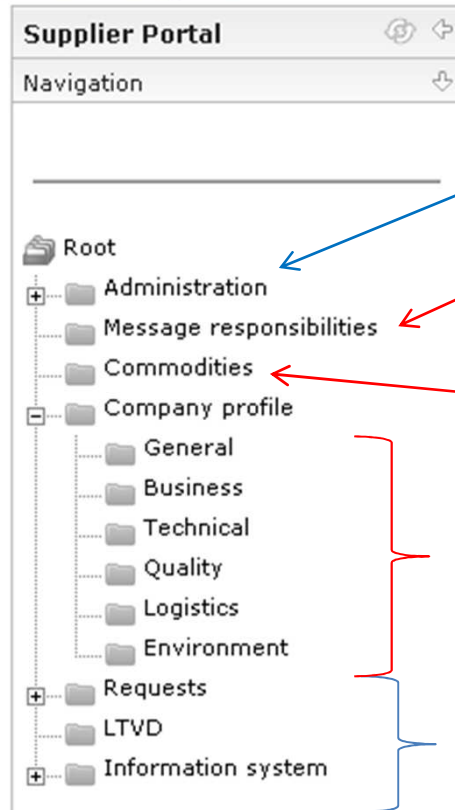 Supplier Portal
Navigation
Root
Administration
Message responsibilities
Commodities
Company profile
General
Business
Technical
Quality
Logistics
Environment
Requests
LTVD
Information system